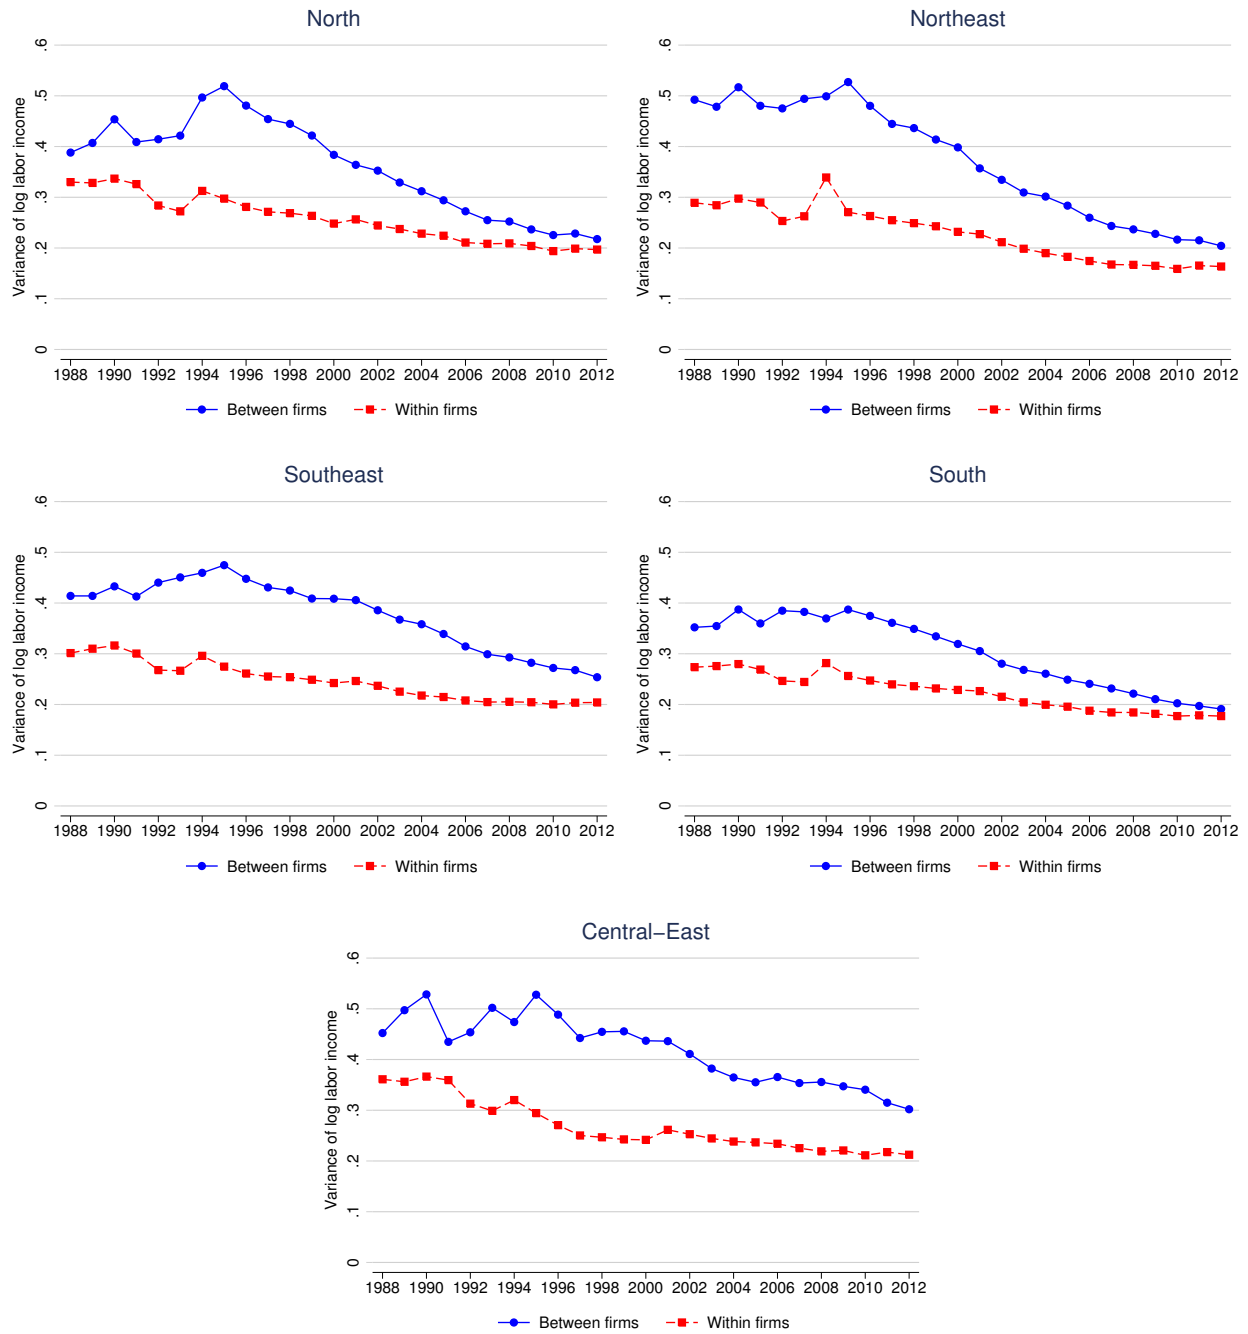 North
Variance of log labor income
.6
.5
.4
.3
.2
.1
0
1988 1990 1992 1994 1996 1998 2000 2002 2004 2006 2008 2010 2012
Between firms Within firms
Northeast
Variance of log labor income
.6
.5
.4
.3
.2
.1
0
1988 1990 1992 1994 1996 1998 2000 2002 2004 2006 2008 2010 2012
Between firms Within firms
Southeast
Variance of log labor income
.6
.5
.4
.3
.2
.1
0
1988 1990 1992 1994 1996 1998 2000 2002 2004 2006 2008 2010 2012
Between firms Within firms
South
Variance of log labor income
.6
.5
.4
.3
.2
.1
0
1988 1990 1992 1994 1996 1998 2000 2002 2004 2006 2008 2010 2012
Between firms Within firms
Central−East
Variance of log labor income
.6
.5
.4
.3
.2
.1
0
1988 1990 1992 1994 1996 1998 2000 2002 2004 2006 2008 2010 2012
Between firms Within firms